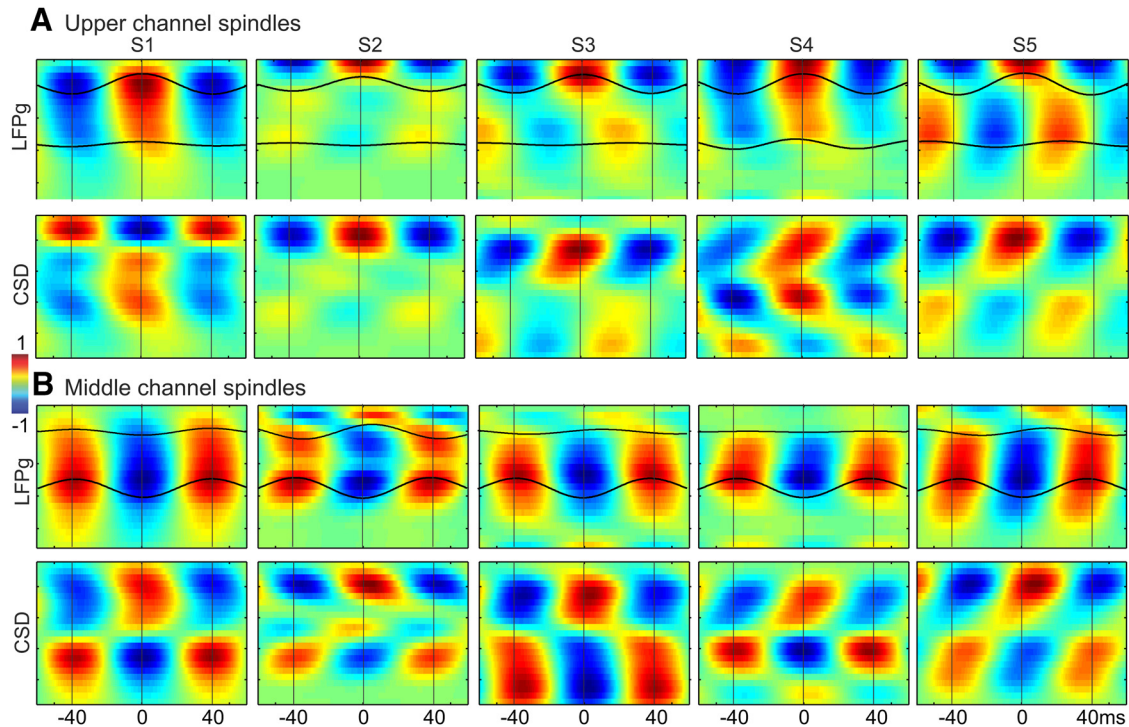 A Upper channel spindles
S1 S2 S3 S4 S5
LFPg
CSD
1
-1
B Middle channel spindles
LFPg
CSD
-40 0 40 -40 0 40 -40 0 40 -40 0 40 -40 0 40ms